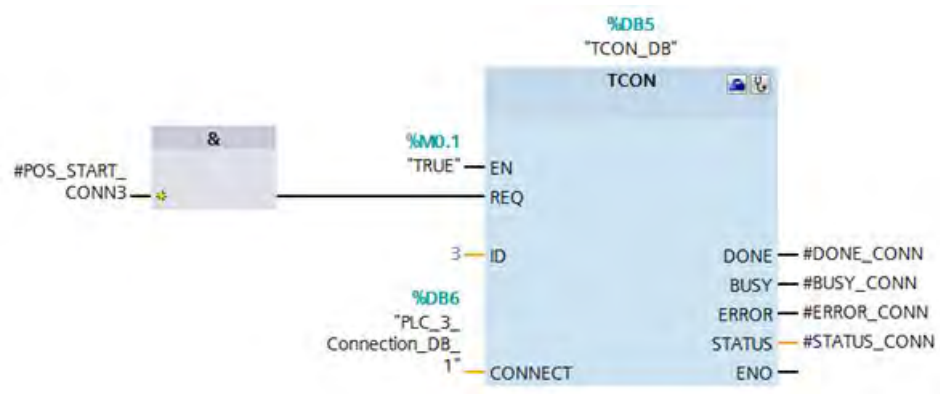 %DB5
"TCON_DB"
TCON
&
%M0.1
"TRUE"
EN
#POS_START_
CONN3
REQ
3
ID
DONE
#DONE_CONN
BUSY
#BUSY_CONN
%DB6
"PLC_3_
Connection_DB_
1"
CONNECT
ERROR
#ERROR_CONN
STATUS
#STATUS_CONN
ENO